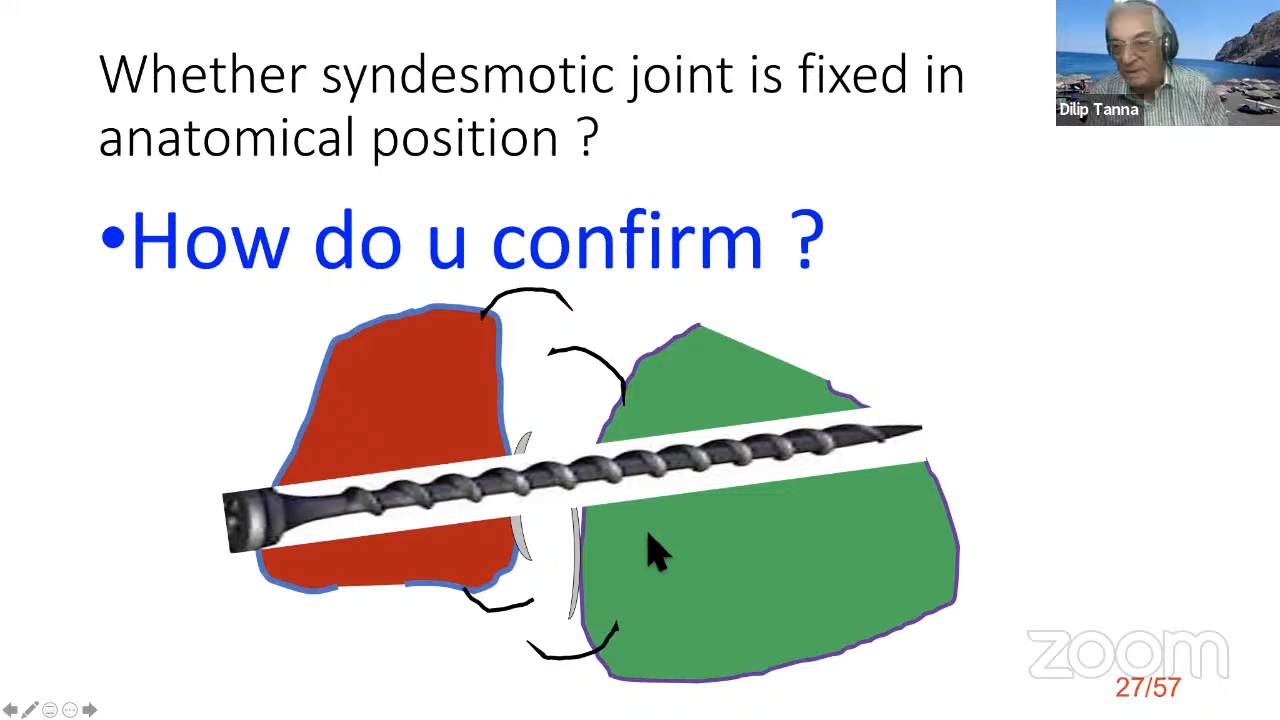 Whether syndesmotic joint is fixed in
anatomical position ?
Dilip Tanna
•How do u confirm ?
zoom
27/57